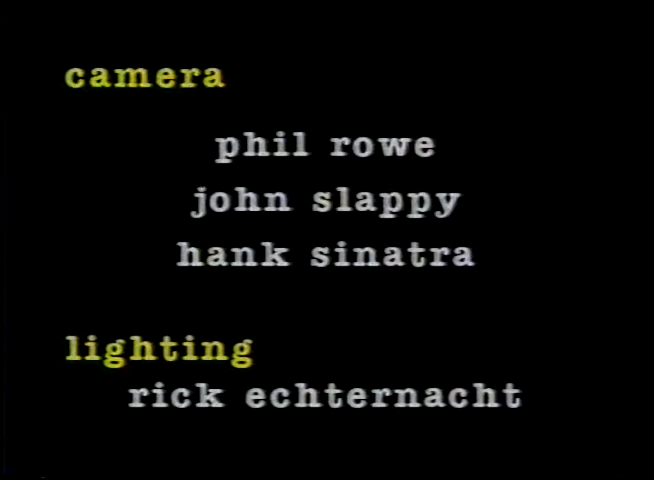 camera
phil rowe
john slappy
hank sinatra
lighting
rick echternacht